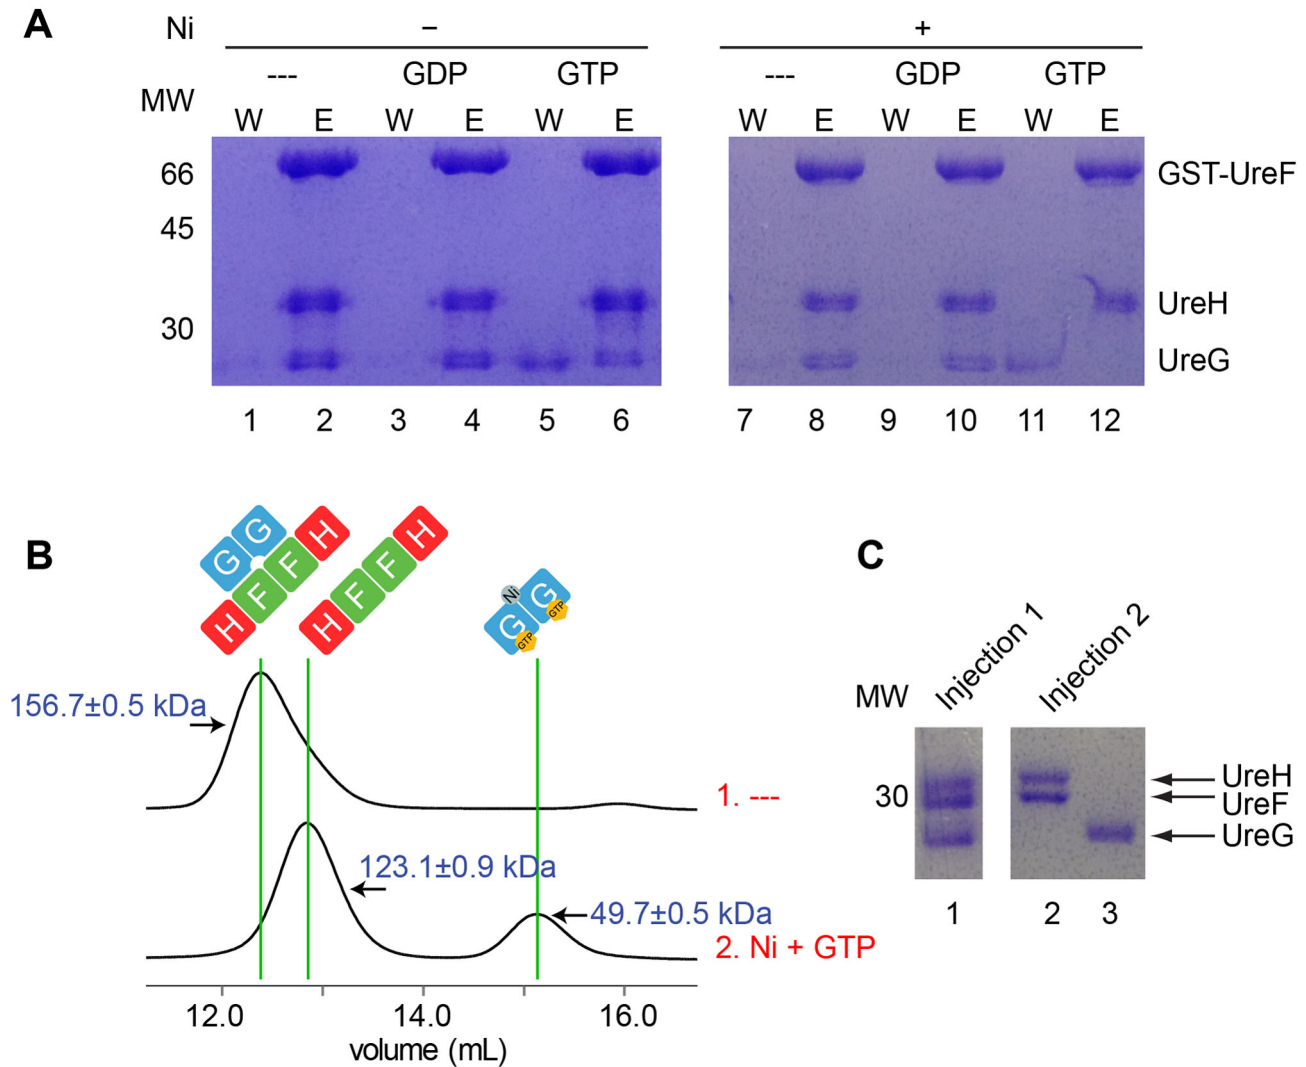 A
Ni − +
--- GDP GTP --- GDP GTP
MW
W E W E W E W E W E W E
66 GST-UreF
45
UreH
30
UreG
1 2 3 4 5 6 7 8 9 10 11 12
B
G G H F F H
H F F H
Ni G G GTP GTP
156.7±0.5 kDa
1. ---
123.1±0.9 kDa
49.7±0.5 kDa
2. Ni + GTP
12.0 14.0 16.0
volume (mL)
C
Injection 1 Injection 2
MW
UreH
30 UreF
UreG
1 2 3